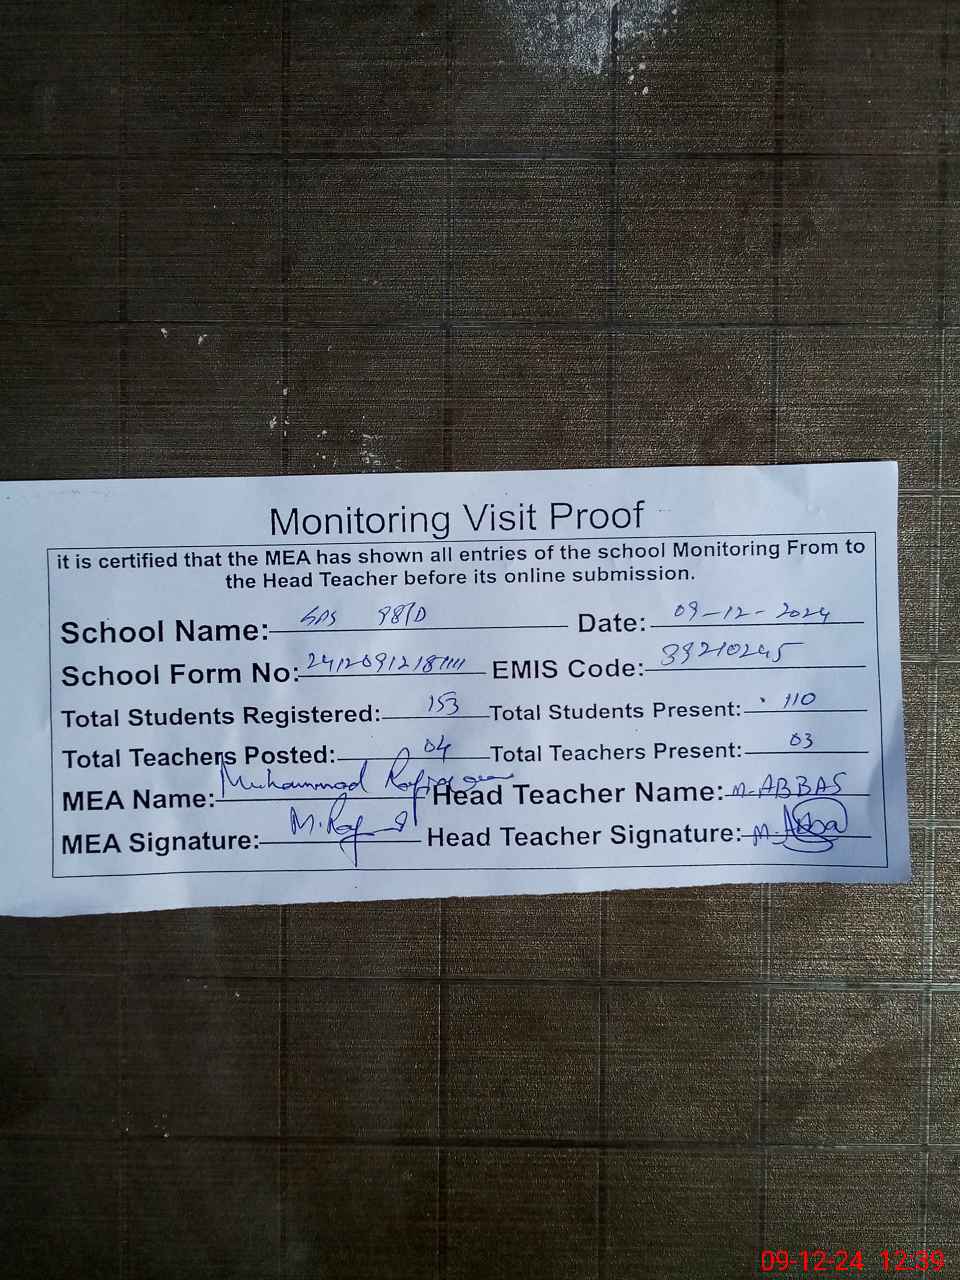 Monitoring Visit Proof
it is certified that the MEA has shown all entries of the school Monitoring From to
the Head Teacher before its online submission.
School Name: GPS 98/D Date: 09-12-2024
School Form No: EMIS Code: 39210245
Total Students Registered: 153 Total Students Present: 110
Total Teachers Posted: 04 Total Teachers Present: 03
MEA Name: Muhammad Head Teacher Name: M. ABBAS
MEA Signature: Head Teacher Signature:
09-12-24 12:39